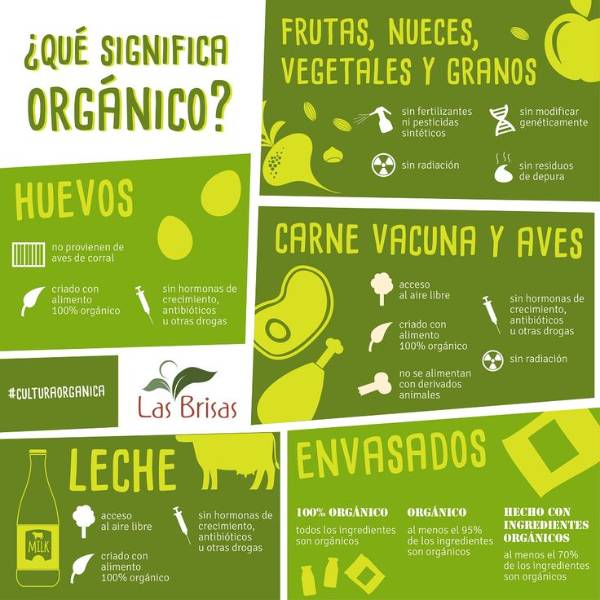 ¿QUÉ SIGNIFICA
ORGÁNICO?
FRUTAS, NUECES,
VEGETALES Y GRANOS
sin fertilizantes
ni pesticidas
sintéticos
sin modificar
genéticamente
sin radiación
sin residuos
de depura
HUEVOS
no provienen de
aves de corral
criado con
alimento
100% orgánico
sin hormonas de
crecimiento,
antibióticos
u otras drogas
CARNE VACUNA Y AVES
acceso
al aire libre
criado con
alimento
100% orgánico
no se alimentan
con derivados
animales
sin hormonas de
crecimiento,
antibióticos
u otras drogas
sin radiación
#CULTURAORGANICA
Las Brisas
LECHE
MILK
acceso
al aire libre
criado con
alimento
100% orgánico
sin hormonas de
crecimiento,
antibióticos
u otras drogas
ENVASADOS
100% ORGÁNICO
todos los ingredientes
son orgánicos
ORGÁNICO
al menos el 95%
de los ingredientes
son orgánicos
HECHO CON
INGREDIENTES
ORGÁNICOS
al menos el 70%
de los ingredientes
son orgánicos